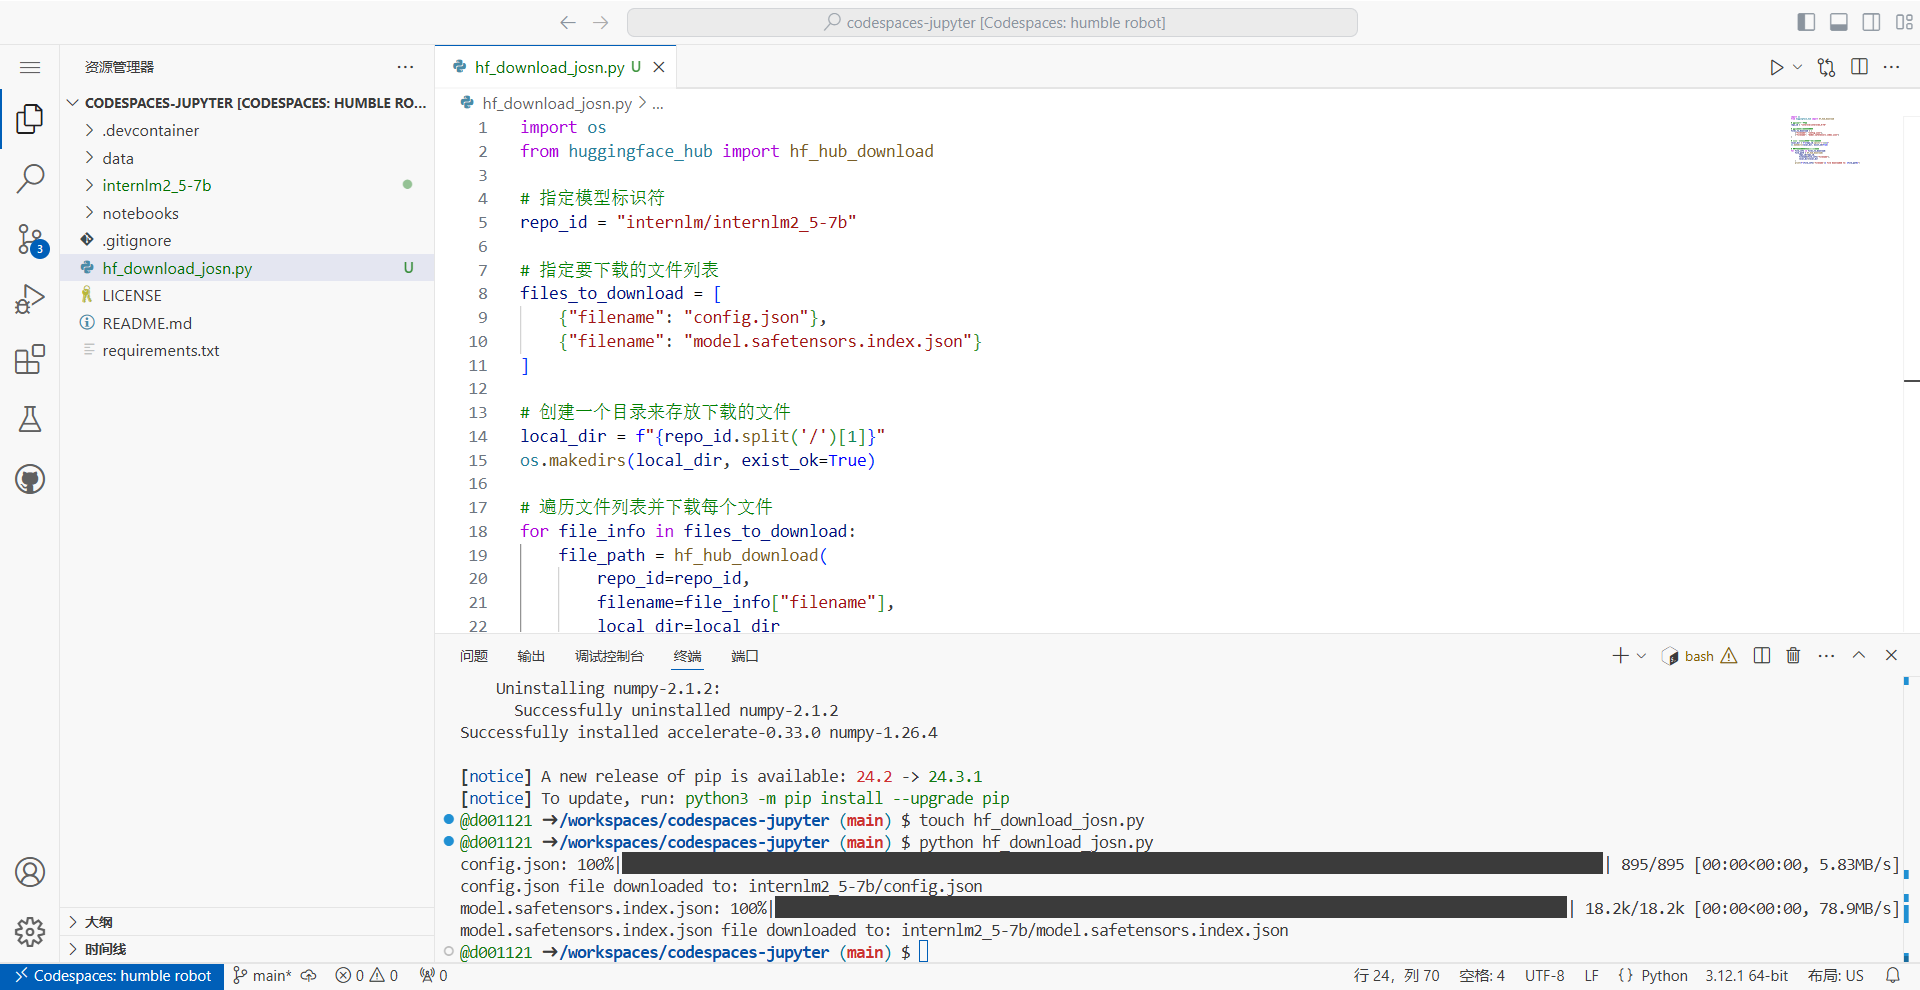 codespaces-jupyter [Codespaces: humble robot]
资源管理器
CODESPACES-JUPYTER [CODESPACES: HUMBLE RO...
.devcontainer
data
internlm2_5-7b
notebooks
.gitignore
hf_download_josn.py U
LICENSE
README.md
requirements.txt
大纲
时间线
3
hf_download_josn.py U
hf_download_josn.py > ...
1 import os
2 from huggingface_hub import hf_hub_download
3
4 # 指定模型标识符
5 repo_id = "internlm/internlm2_5-7b"
6
7 # 指定要下载的文件列表
8 files_to_download = [
9 {"filename": "config.json"},
10 {"filename": "model.safetensors.index.json"}
11 ]
12
13 # 创建一个目录来存放下载的文件
14 local_dir = f"{repo_id.split('/')[1]}"
15 os.makedirs(local_dir, exist_ok=True)
16
17 # 遍历文件列表并下载每个文件
18 for file_info in files_to_download:
19 file_path = hf_hub_download(
20 repo_id=repo_id,
21 filename=file_info["filename"],
22 local_dir=local_dir
问题 输出 调试控制台 终端 端口
bash
Uninstalling numpy-2.1.2:
Successfully uninstalled numpy-2.1.2
Successfully installed accelerate-0.33.0 numpy-1.26.4
[notice] A new release of pip is available: 24.2 -> 24.3.1
[notice] To update, run: python3 -m pip install --upgrade pip
@d001121 ➜/workspaces/codespaces-jupyter (main) $ touch hf_download_josn.py
@d001121 ➜/workspaces/codespaces-jupyter (main) $ python hf_download_josn.py
config.json: 100%| | 895/895 [00:00<00:00, 5.83MB/s]
config.json file downloaded to: internlm2_5-7b/config.json
model.safetensors.index.json: 100%| | 18.2k/18.2k [00:00<00:00, 78.9MB/s]
model.safetensors.index.json file downloaded to: internlm2_5-7b/model.safetensors.index.json
@d001121 ➜/workspaces/codespaces-jupyter (main) $
Codespaces: humble robot main* 0 0 0 行 24，列 70 空格: 4 UTF-8 LF {} Python 3.12.1 64-bit 布局: US